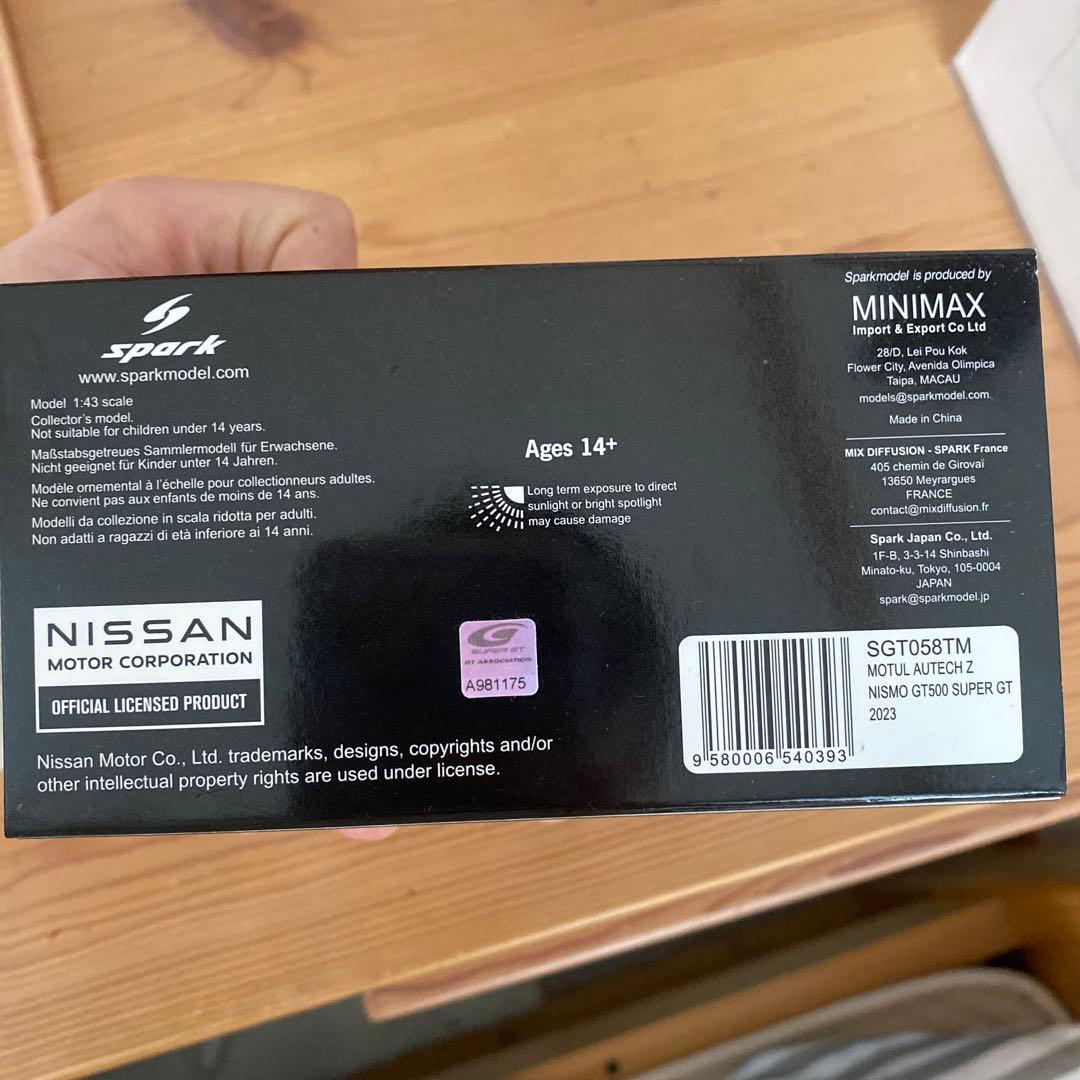 spark
www.sparkmodel.com
Model 1:43 scale
Collector's model.
Not suitable for children under 14 years.
Maßstabsgetreues Sammlermodell für Erwachsene.
Nicht geeignet für Kinder unter 14 Jahren.
Modèle ornemental à l'échelle pour collectionneurs adultes.
Ne convient pas aux enfants de moins de 14 ans.
Modelli da collezione in scala ridotta per adulti.
Non adatti a ragazzi di età inferiore ai 14 anni.
NISSAN
MOTOR CORPORATION
OFFICIAL LICENSED PRODUCT
Nissan Motor Co., Ltd. trademarks, designs, copyrights and/or
other intellectual property rights are used under license.
Ages 14+
Long term exposure to direct
sunlight or bright spotlight
may cause damage
SUPER GT
GT ASSOCIATION
A981175
Sparkmodel is produced by
MINIMAX
Import & Export Co Ltd
28/D, Lei Pou Kok
Flower City, Avenida Olimpica
Taipa, MACAU
models@sparkmodel.com
Made in China
MIX DIFFUSION - SPARK France
405 chemin de Girovaï
13650 Meyrargues
FRANCE
contact@mixdiffusion.fr
Spark Japan Co., Ltd.
1F-B, 3-3-14 Shinbashi
Minato-ku, Tokyo, 105-0004
JAPAN
spark@sparkmodel.jp
SGT058TM
MOTUL AUTECH Z
NISMO GT500 SUPER GT
2023
9 580006 540393